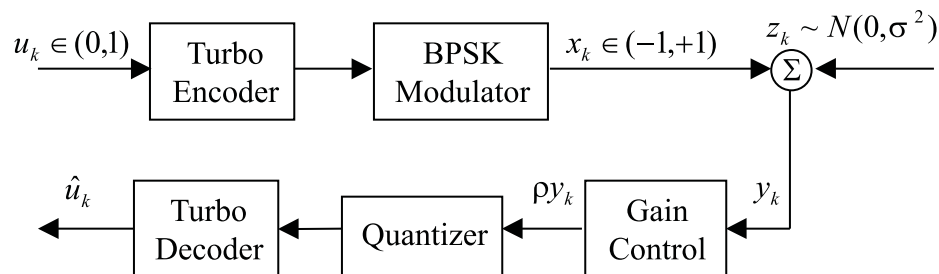 u_k ∈ (0,1)
Turbo
Encoder
BPSK
Modulator
x_k ∈ (−1,+1)
z_k ~ N(0,σ²)
Σ
û_k
Turbo
Decoder
Quantizer
ρy_k
Gain
Control
y_k